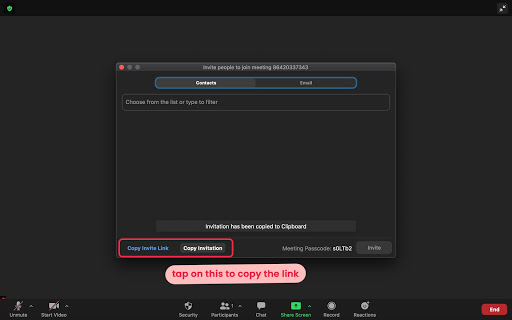 Invite people to join meeting 86420337343
Contacts
Email
Choose from the list or type to filter
Invitation has been copied to Clipboard
Copy Invite Link
Copy Invitation
Meeting Passcode: s0LTb2
Invite
tap on this to copy the link
Unmute
Start Video
Security
Participants
1
Chat
Share Screen
Record
Reactions
End